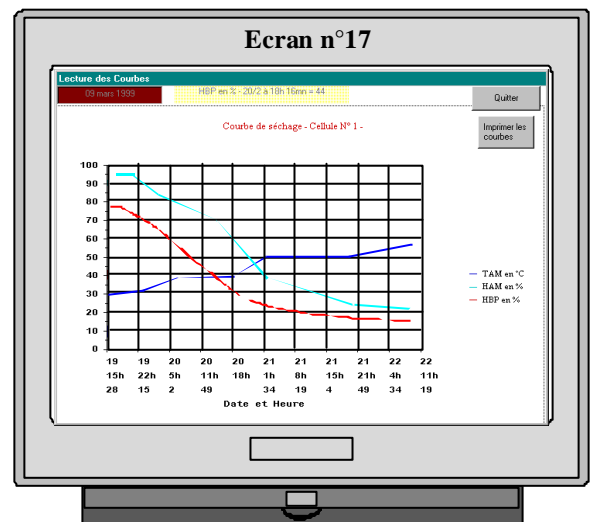 Ecran n°17
Lecture des Courbes
09 mars 1999
HBP en % - 20/2 à 18h 16mn = 44
Quitter
Courbe de séchage - Cellule N° 1 -
Imprimer les
courbes
100
90
80
70
60
50
40
30
20
10
0
TAM en °C
HAM en %
HBP en %
19 19 20 20 20 21 21 21 21 22 22
15h 22h 5h 11h 18h 1h 8h 15h 21h 4h 11h
28 15 2 49 34 19 4 49 34 19
Date et Heure